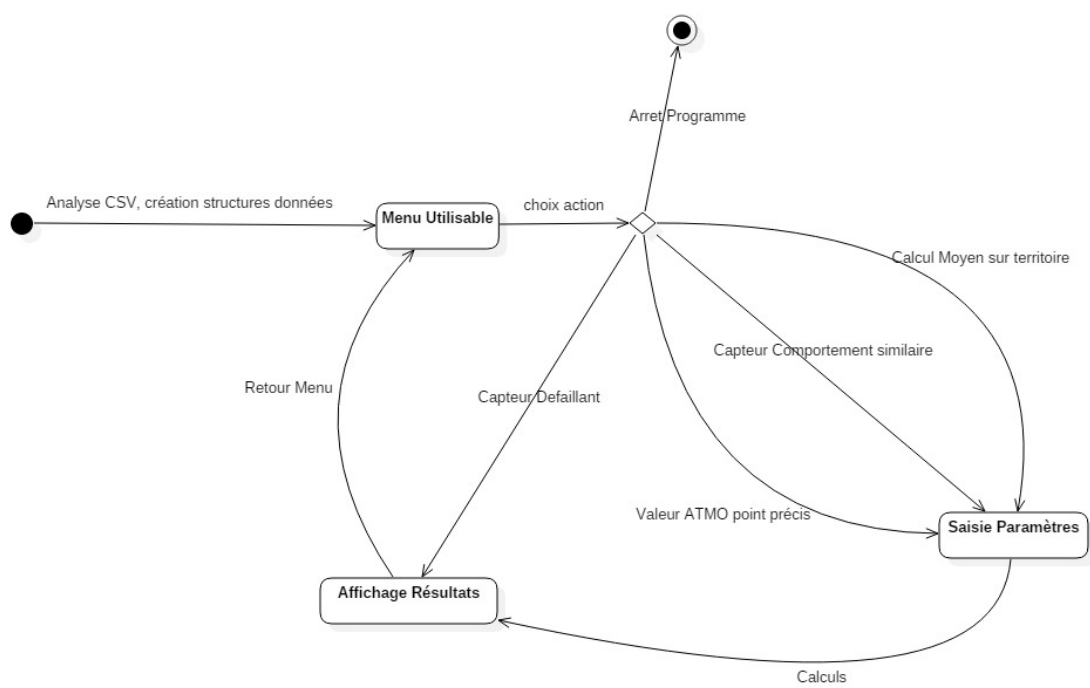 Arret Programme
Analyse CSV, création structures données
Menu Utilisable
choix action
Calcul Moyen sur territoire
Capteur Comportement similaire
Retour Menu
Capteur Defaillant
Valeur ATMO point précis
Saisie Paramètres
Affichage Résultats
Calculs